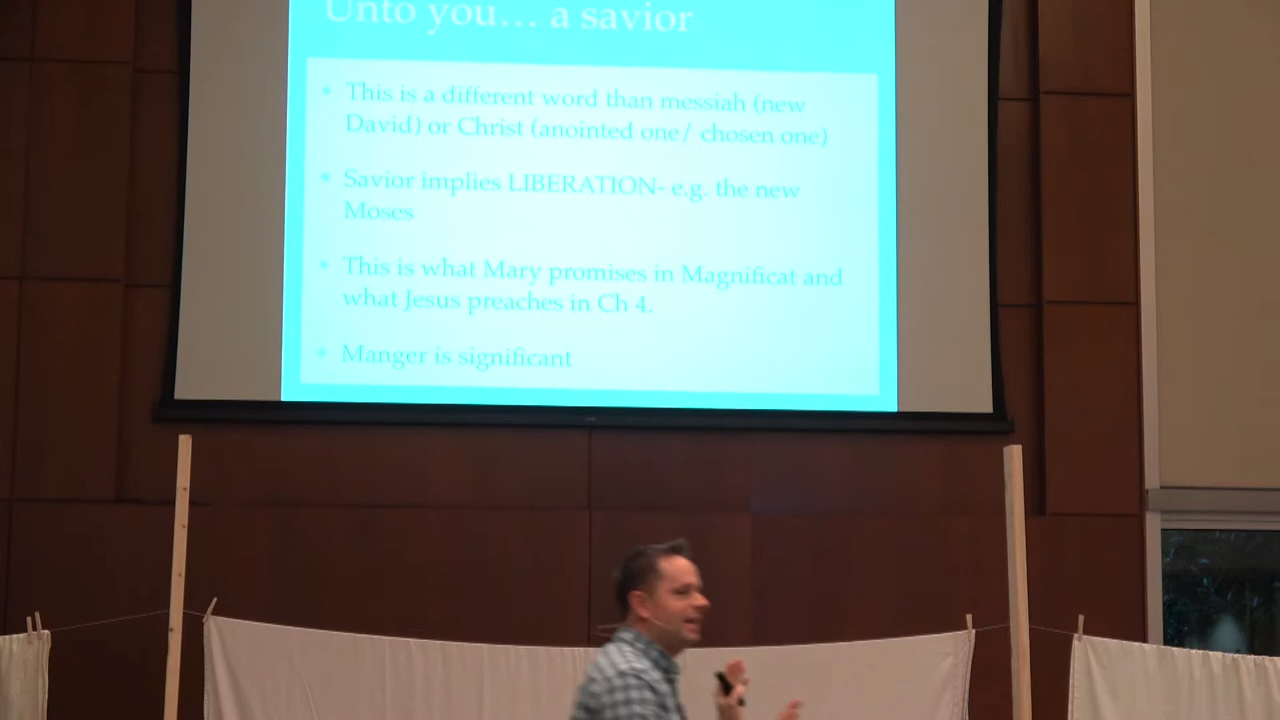 Unto you... a savior
This is a different word than messiah (new
David) or Christ (anointed one/ chosen one)
Savior implies LIBERATION- e.g. the new
Moses
This is what Mary promises in Magnificat and
what Jesus preaches in Ch 4.
Manger is significant